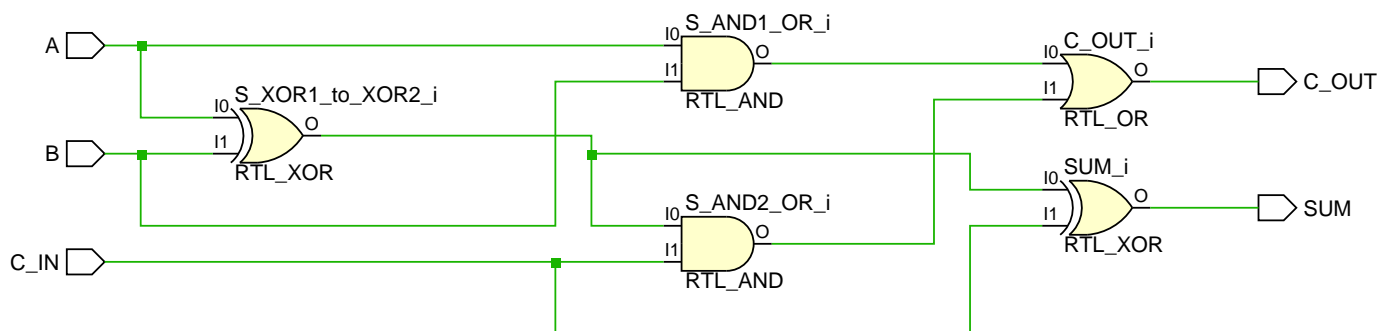 A
S_XOR1_to_XOR2_i
I0
I1
O
RTL_XOR
B
C_IN
S_AND1_OR_i
I0
I1
O
RTL_AND
S_AND2_OR_i
I0
I1
O
RTL_AND
C_OUT_i
I0
I1
O
RTL_OR
C_OUT
SUM_i
I0
I1
O
RTL_XOR
SUM